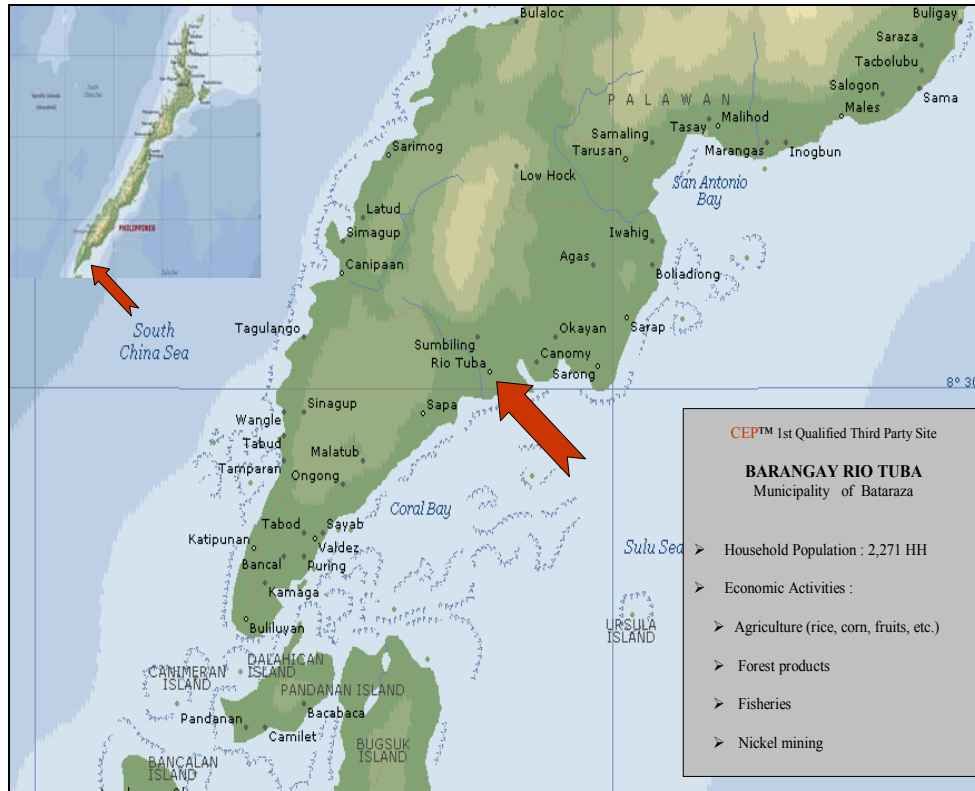 Bulaloc
Buligay
Saraza
Tacbolubu
Salogon
Sama
Males
PALAWAN
Malihod
Tasay
Samaling
Tarusan
Marangas
Inogbun
Sarimog
Low Hock
San Antonio
Bay
Latud
Simagup
Iwahig
Canipaan
Agas
Boliadiong
PHILIPPINES
South
China Sea
Tagulango
Sumbiling
Okayan
Sarap
Rio Tuba
Canomy
Sarong
8° 30
Sinagup
Sapa
Wangle
Tabud
Malatub
Tamparan
Ongong
Coral Bay
Tabod
Sayab
Katipunan
Valdez
Bancal
Puring
Sulu Sea
Kamaga
Buliluyan
URSULA
ISLAND
DALAHICAN
ISLAND
CANIMERAN
ISLAND
PANDANAN ISLAND
Bacabaca
Pandanan
Camilet
BUGSUK
ISLAND
BANCALAN
ISLAND
CEP™ 1st Qualified Third Party Site
BARANGAY RIO TUBA
Municipality of Bataraza
➢ Household Population : 2,271 HH
➢ Economic Activities :
➢ Agriculture (rice, corn, fruits, etc.)
➢ Forest products
➢ Fisheries
➢ Nickel mining